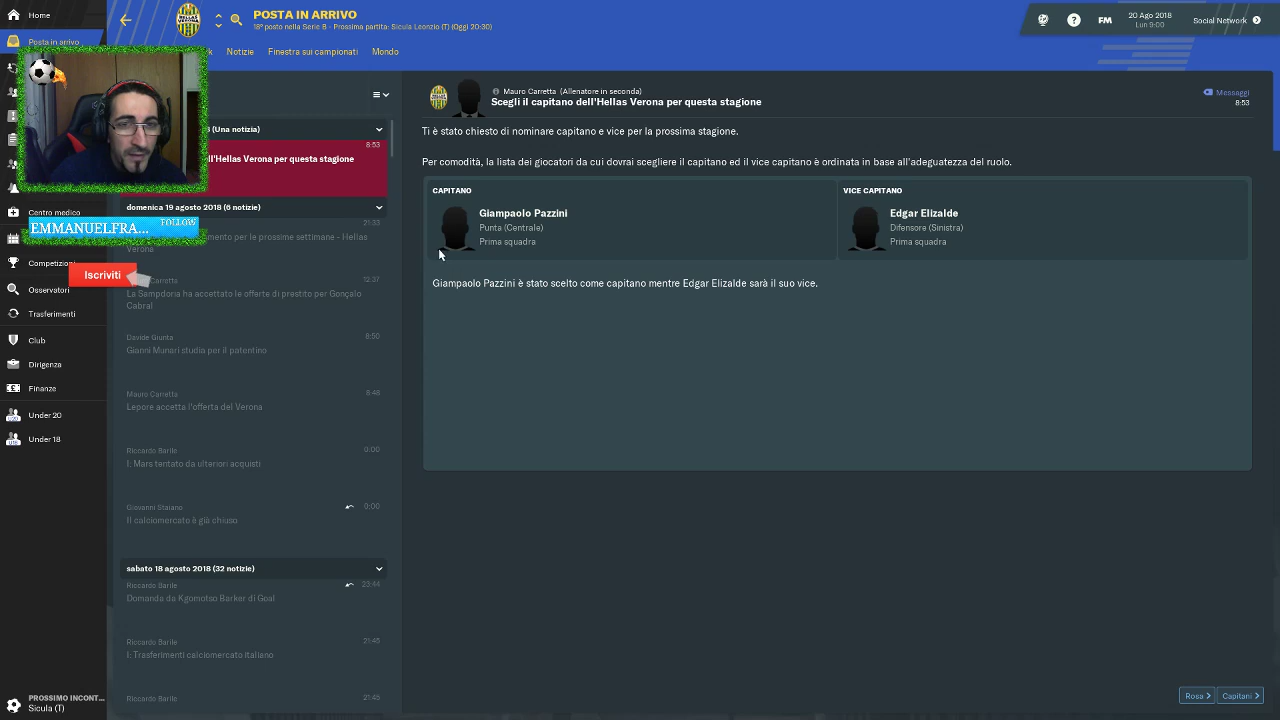 Home
Posta in arrivo
POSTA IN ARRIVO
18° posto nella Serie B - Prossima partita: Sicula Leonzio (T) (Oggi 20:30)
FM
20 Ago 2018
Lun 9:00
Social Network
Notizie
Finestra sui campionati
Mondo
(Una notizia)
8:53
ll'Hellas Verona per questa stagione
domenica 19 agosto 2018 (6 notizie)
21:33
mento per le prossime settimane - Hellas
Verona
12:37
La Sampdoria ha accettato le offerte di prestito per Gonçalo
Cabral
Davide Giunta
8:50
Gianni Munari studia per il patentino
Mauro Carretta
8:48
Lepore accetta l'offerta del Verona
Riccardo Barile
0:00
I: Mars tentato da ulteriori acquisti
Giovanni Staiano
0:00
Il calciomercato è già chiuso
sabato 18 agosto 2018 (32 notizie)
Riccardo Barile
23:44
Domanda da Kgomotso Barker di Goal
Riccardo Barile
21:45
I: Trasferimenti calciomercato italiano
Riccardo Barile
21:45
Centro medico
EMMANUELFRA...
FOLLOW
Competizioni
Iscriviti
Osservatori
Trasferimenti
Club
Dirigenza
Finanze
Under 20
Under 18
PROSSIMO INCONT...
Sicula (T)
Mauro Carretta (Allenatore in seconda)
Scegli il capitano dell'Hellas Verona per questa stagione
Messaggi
8:53
Ti è stato chiesto di nominare capitano e vice per la prossima stagione.
Per comodità, la lista dei giocatori da cui dovrai scegliere il capitano ed il vice capitano è ordinata in base all'adeguatezza del ruolo.
CAPITANO
Giampaolo Pazzini
Punta (Centrale)
Prima squadra
VICE CAPITANO
Edgar Elizalde
Difensore (Sinistra)
Prima squadra
Giampaolo Pazzini è stato scelto come capitano mentre Edgar Elizalde sarà il suo vice.
Rosa
Capitani